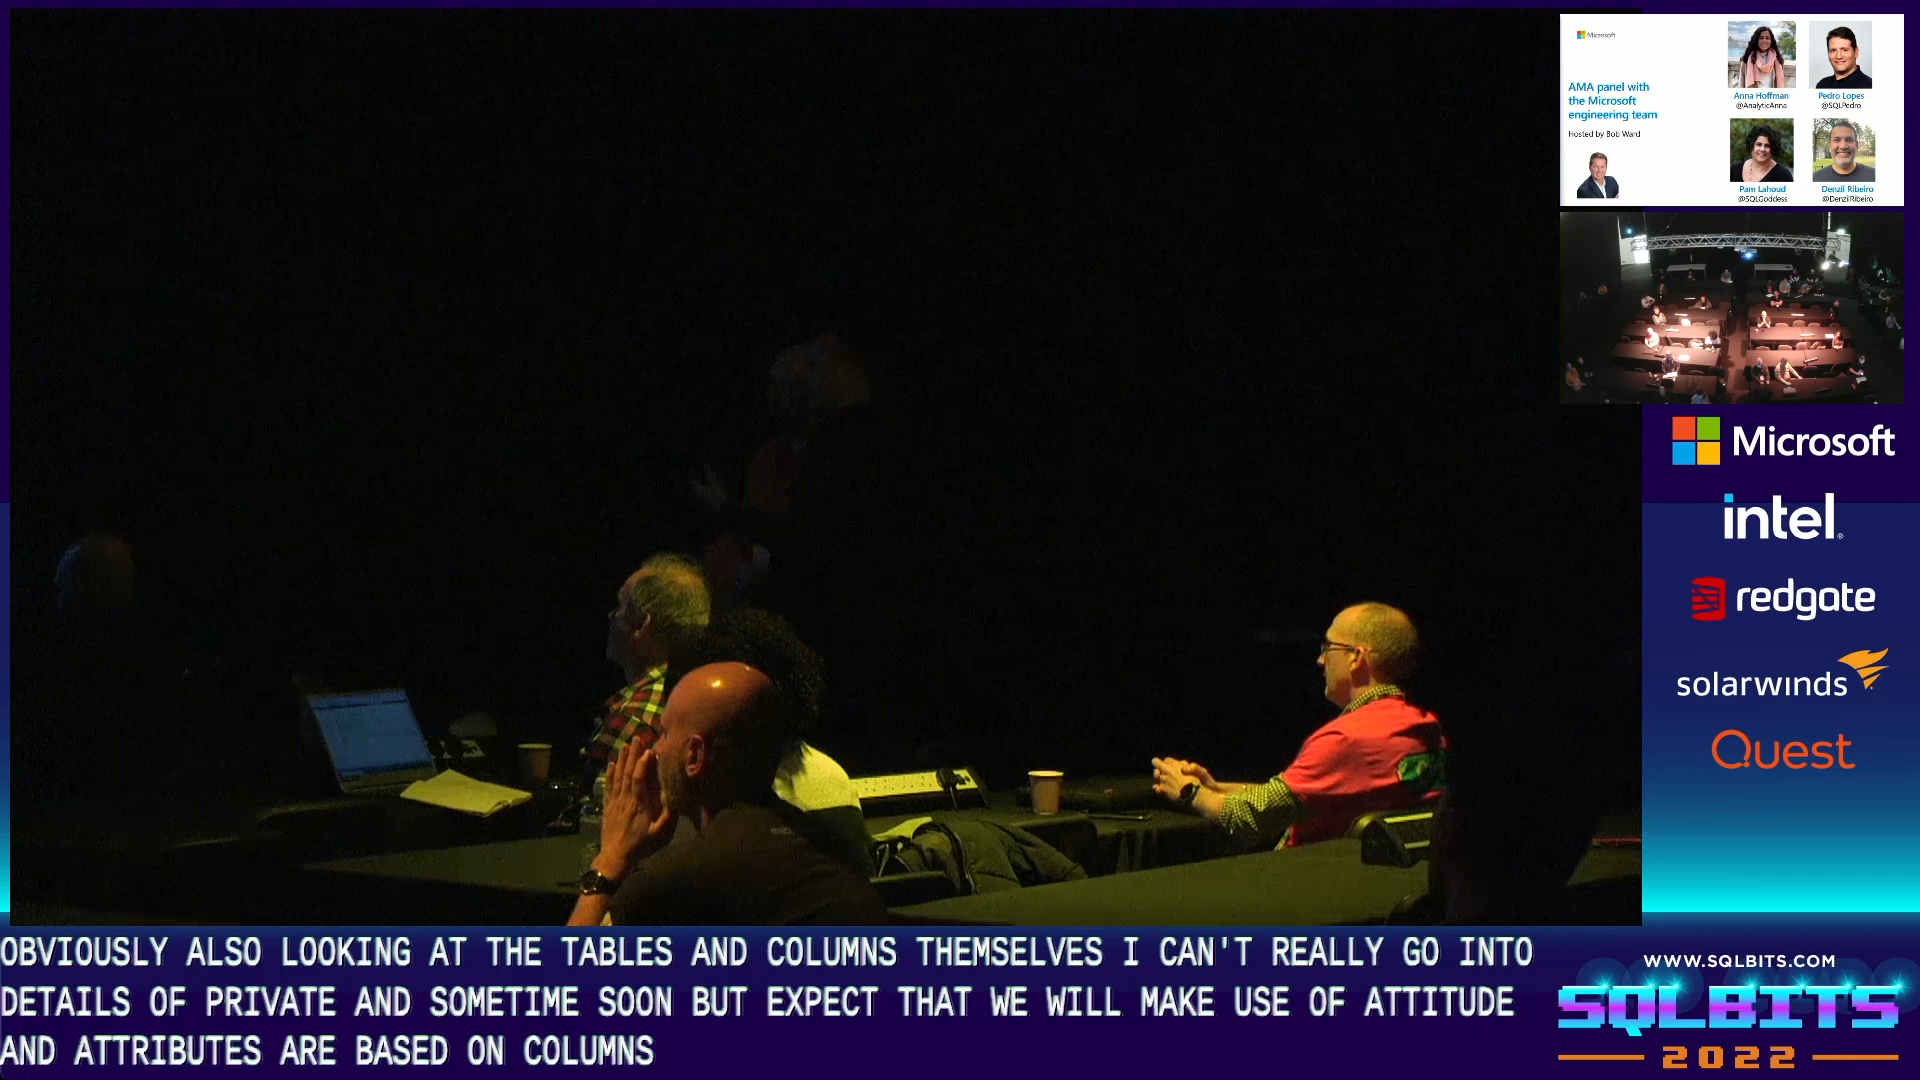 Microsoft
AMA panel with
the Microsoft
engineering team
Hosted by Bob Ward
Anna Hoffman
@AnalyticAnna
Pedro Lopes
@SQLPedro
Pam Lahoud
@SQLGoddess
Denzil Ribeiro
@DenzilRibeiro
Microsoft
intel
redgate
solarwinds
Quest
OBVIOUSLY ALSO LOOKING AT THE TABLES AND COLUMNS THEMSELVES I CAN'T REALLY GO INTO
DETAILS OF PRIVATE AND SOMETIME SOON BUT EXPECT THAT WE WILL MAKE USE OF ATTITUDE
AND ATTRIBUTES ARE BASED ON COLUMNS
WWW.SQLBITS.COM
SQLBITS
2022